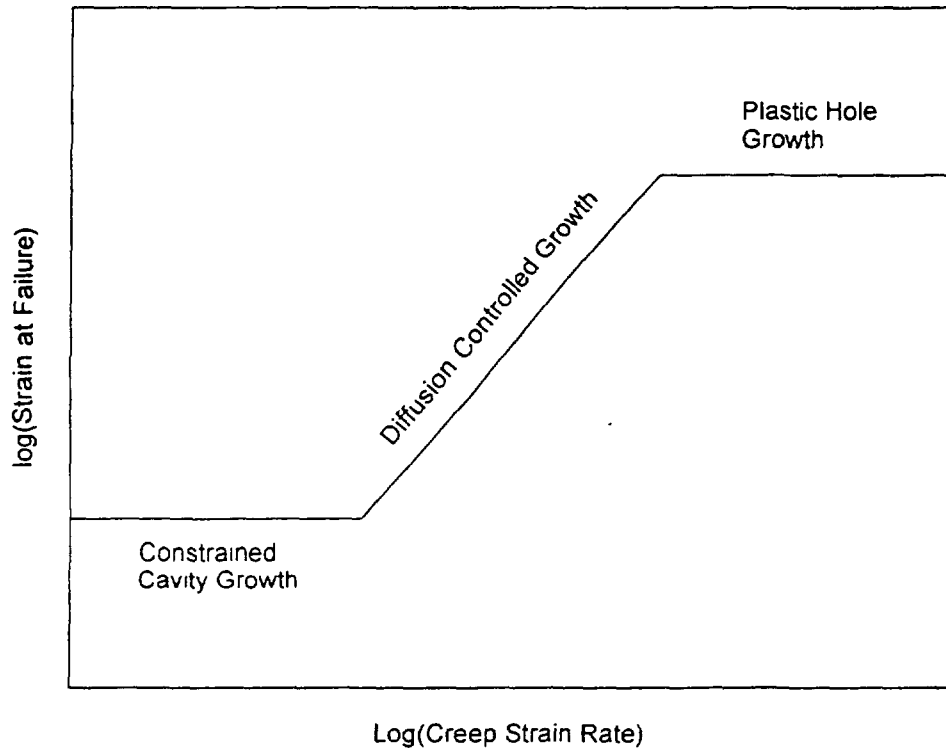 Plastic Hole
Growth
Diffusion Controlled Growth
log(Strain at Failure)
Constrained
Cavity Growth
Log(Creep Strain Rate)